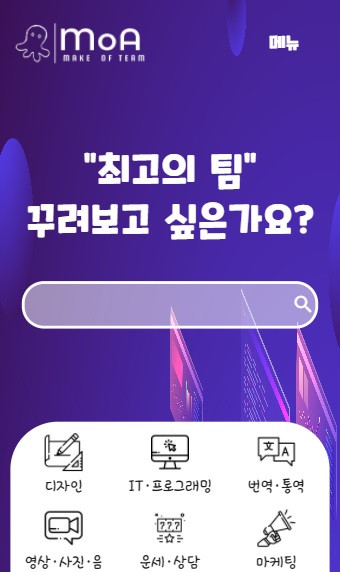 MoA
MAKE OF TEAM
메뉴
"최고의 팀"
꾸려보고 싶은가요?
文 A
디자인
IT·프로그래밍
번역·통역
???
영상·사진·음
운세·상담
마케팅